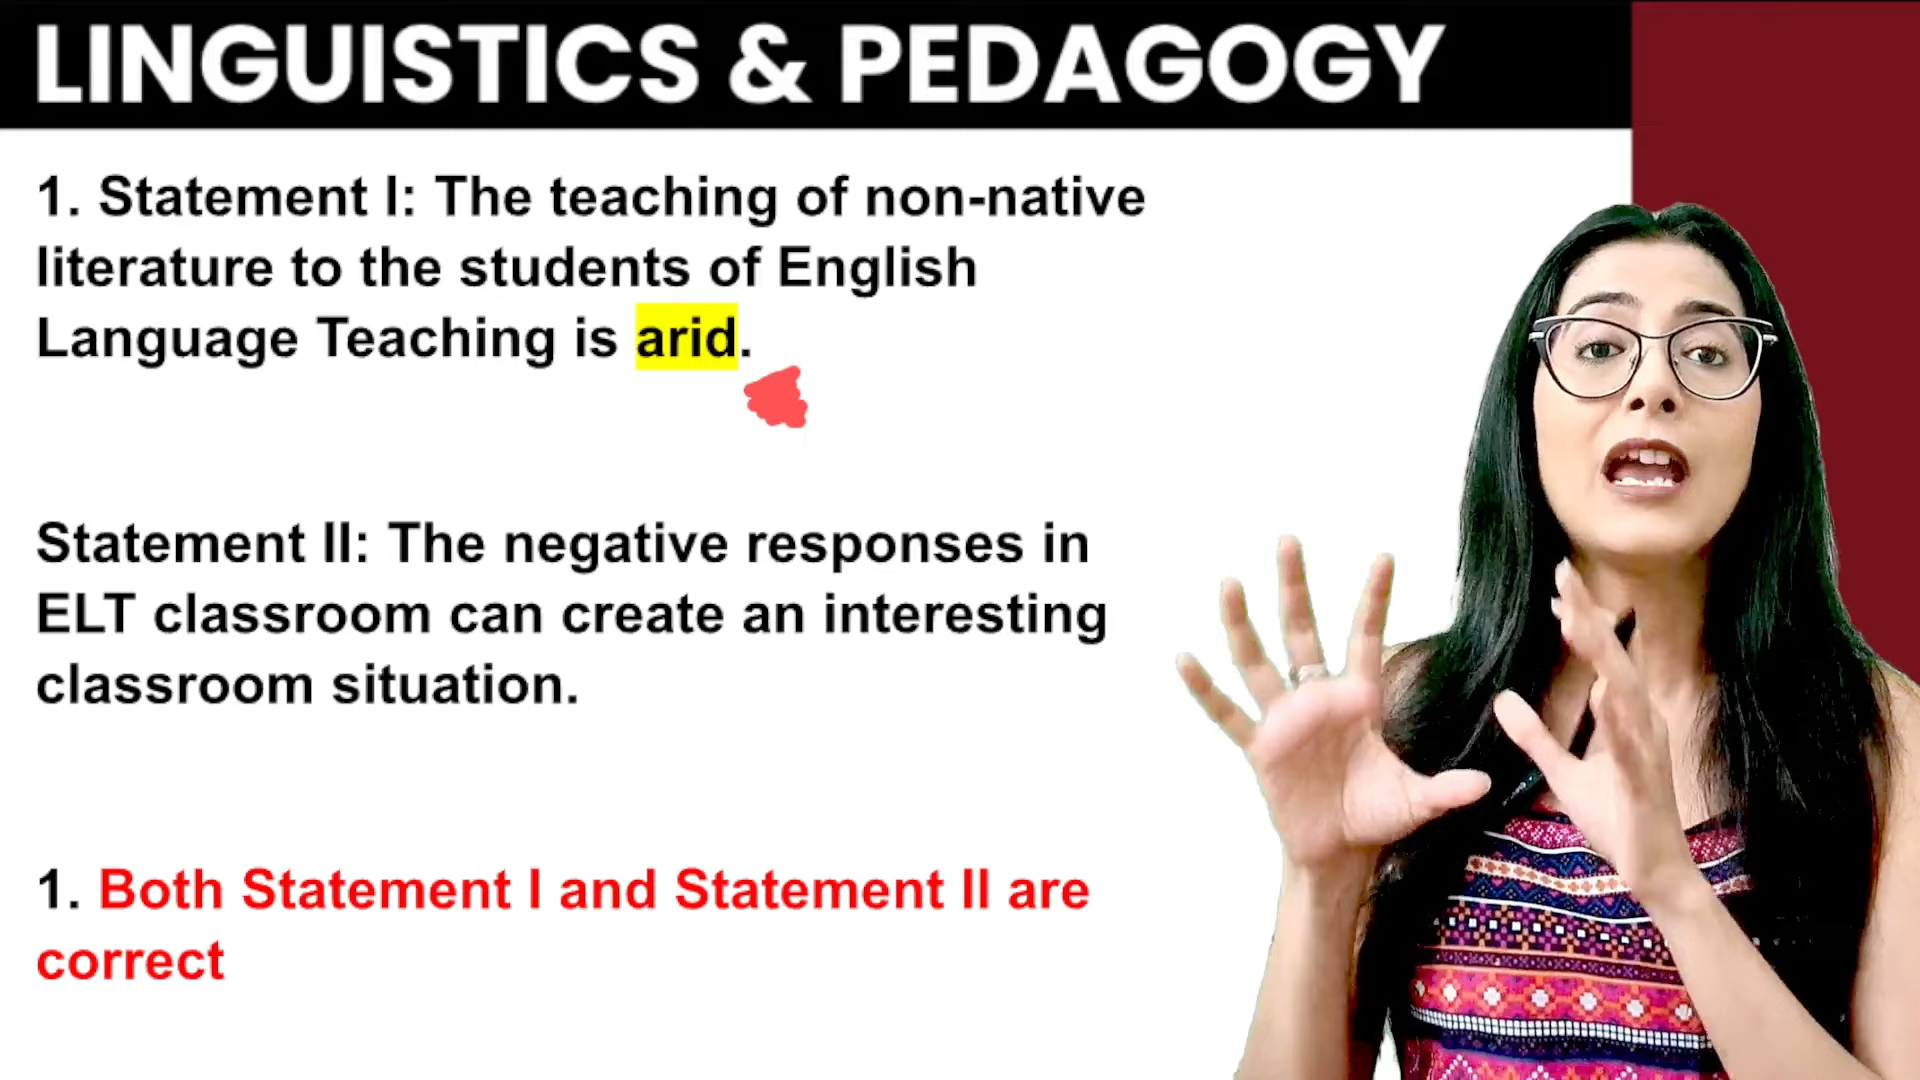 LINGUISTICS & PEDAGOGY
1. Statement I: The teaching of non-native
literature to the students of English
Language Teaching is arid.
Statement II: The negative responses in
ELT classroom can create an interesting
classroom situation.
1. Both Statement I and Statement II are
correct